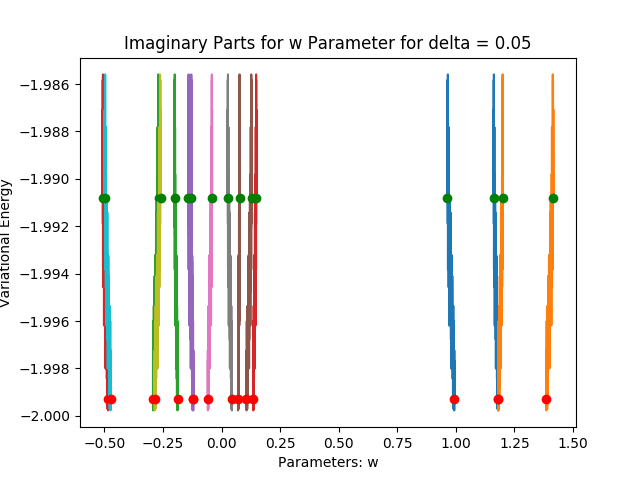 Imaginary Parts for w Parameter for delta = 0.05
Variational Energy
−1.986
−1.988
−1.990
−1.992
−1.994
−1.996
−1.998
−2.000
−0.50 −0.25 0.00 0.25 0.50 0.75 1.00 1.25 1.50
Parameters: w